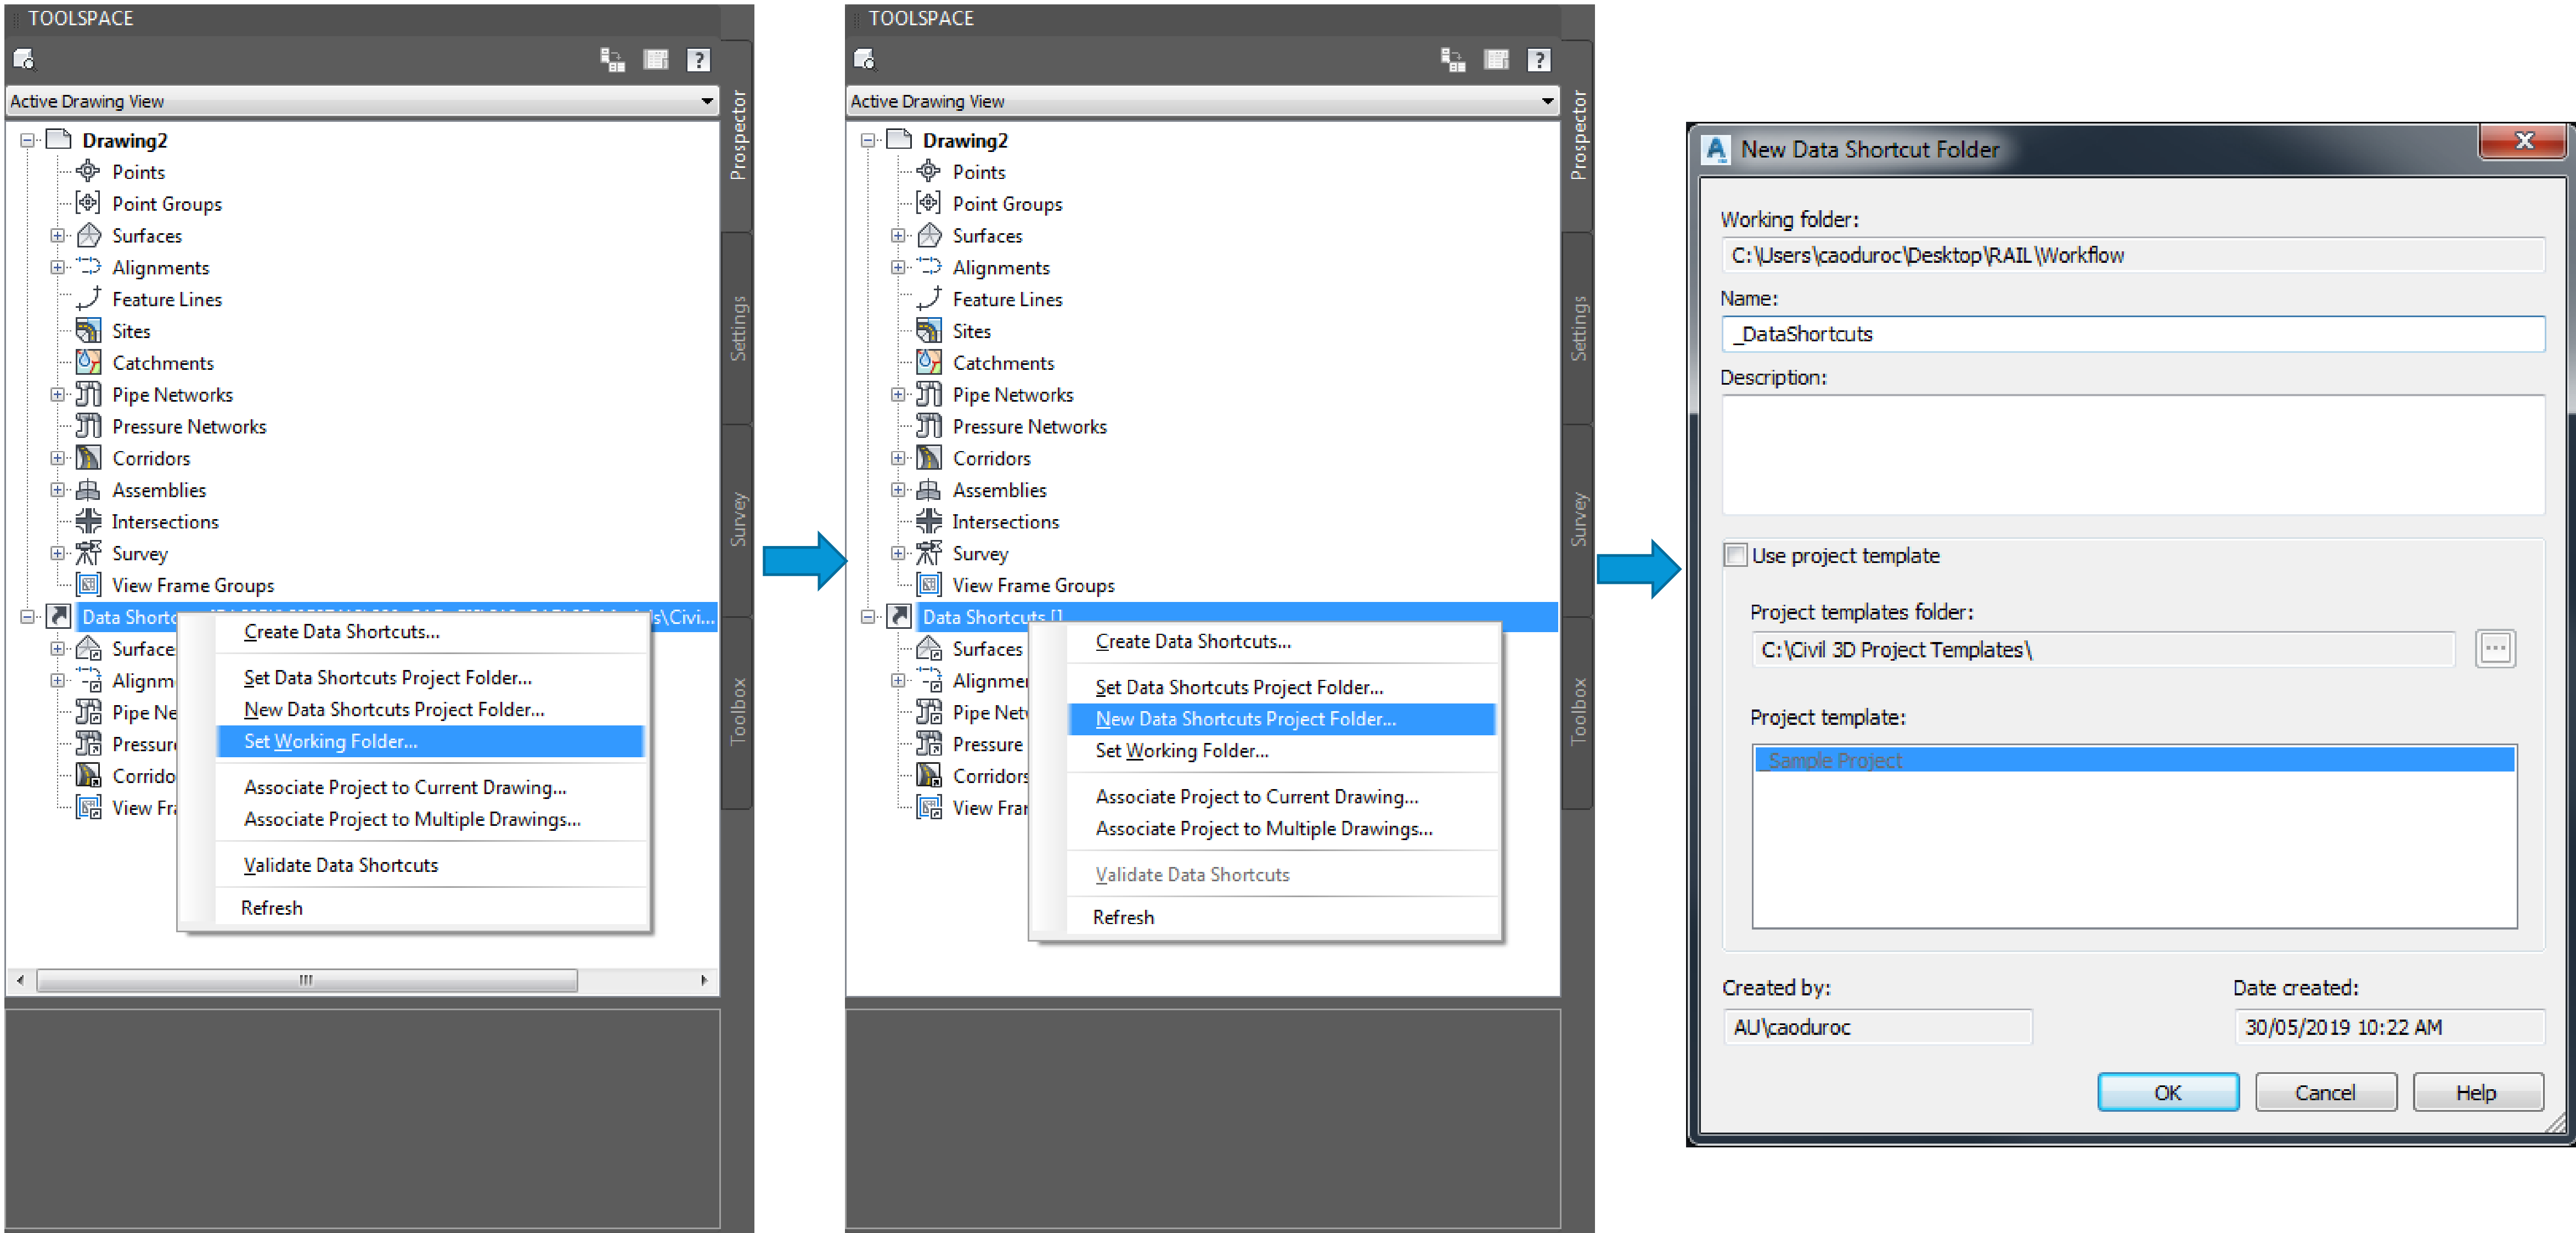 TOOLSPACE
?
Active Drawing View
Drawing2
Points
Point Groups
Surfaces
Alignments
Feature Lines
Sites
Catchments
Pipe Networks
Pressure Networks
Corridors
Assemblies
Intersections
Survey
View Frame Groups
Data Shortc
s\Civi...
Surface
Alignm
Pipe Ne
Pressur
Corrido
View Fra
Create Data Shortcuts...
Set Data Shortcuts Project Folder...
New Data Shortcuts Project Folder...
Set Working Folder...
Associate Project to Current Drawing...
Associate Project to Multiple Drawings...
Validate Data Shortcuts
Refresh
Prospector
Settings
Survey
Toolbox
TOOLSPACE
?
Active Drawing View
Drawing2
Points
Point Groups
Surfaces
Alignments
Feature Lines
Sites
Catchments
Pipe Networks
Pressure Networks
Corridors
Assemblies
Intersections
Survey
View Frame Groups
Data Shortcuts []
Surfaces
Alignmer
Pipe Netv
Pressure
Corridors
View Frar
Create Data Shortcuts...
Set Data Shortcuts Project Folder...
New Data Shortcuts Project Folder...
Set Working Folder...
Associate Project to Current Drawing...
Associate Project to Multiple Drawings...
Validate Data Shortcuts
Refresh
Prospector
Settings
Survey
Toolbox
New Data Shortcut Folder
Working folder:
C:\Users\caoduroc\Desktop\RAIL\Workflow
Name:
_DataShortcuts
Description:
Use project template
Project templates folder:
C:\Civil 3D Project Templates\
...
Project template:
_Sample Project
Created by:
Date created:
AU\caoduroc
30/05/2019 10:22 AM
OK
Cancel
Help